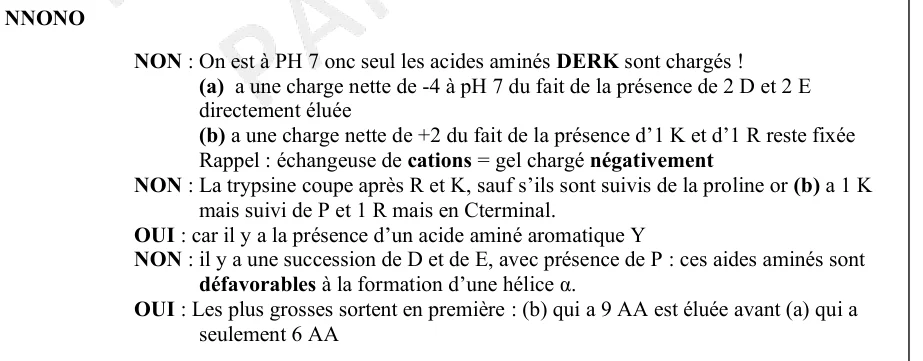 NNONO
NON : On est à PH 7 onc seul les acides aminés DERK sont chargés !
(a) a une charge nette de -4 à pH 7 du fait de la présence de 2 D et 2 E
directement éluée
(b) a une charge nette de +2 du fait de la présence d’1 K et d’1 R reste fixée
Rappel : échangeuse de cations = gel chargé négativement
NON : La trypsine coupe après R et K, sauf s’ils sont suivis de la proline or (b) a 1 K
mais suivi de P et 1 R mais en Cterminal.
OUI : car il y a la présence d’un acide aminé aromatique Y
NON : il y a une succession de D et de E, avec présence de P : ces aides aminés sont
défavorables à la formation d’une hélice α.
OUI : Les plus grosses sortent en première : (b) qui a 9 AA est éluée avant (a) qui a
seulement 6 AA